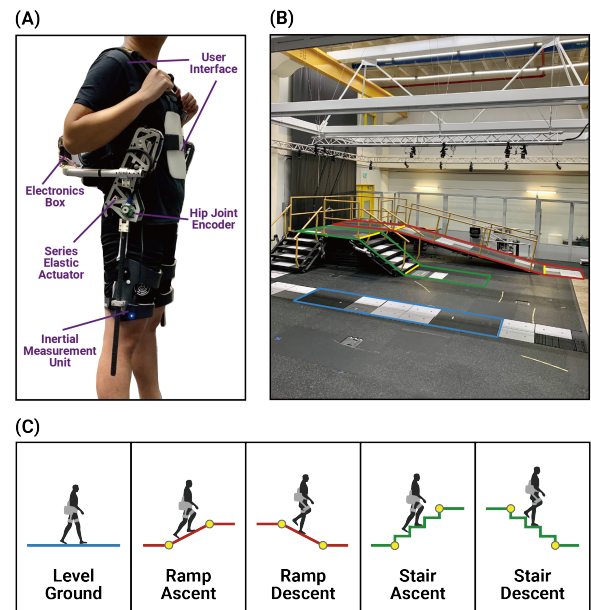 (A)
User
Interface
Electronics
Box
Hip Joint
Encoder
Series
Elastic
Actuator
Inertial
Measurement
Unit
(B)
(C)
Level
Ground
Ramp
Ascent
Ramp
Descent
Stair
Ascent
Stair
Descent